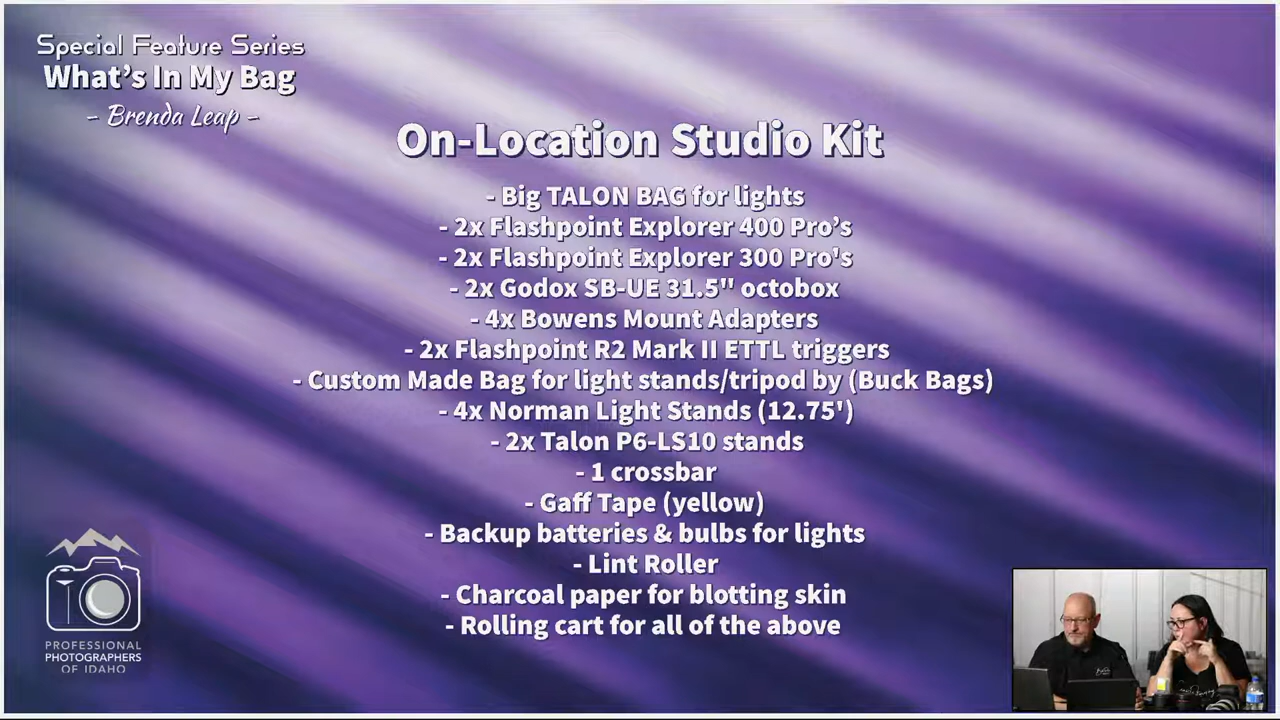 Special Feature Series
What's In My Bag
- Brenda Leap -
On-Location Studio Kit
- Big TALON BAG for lights
- 2x Flashpoint Explorer 400 Pro's
- 2x Flashpoint Explorer 300 Pro's
- 2x Godox SB-UE 31.5" octobox
- 4x Bowens Mount Adapters
- 2x Flashpoint R2 Mark II ETTL triggers
- Custom Made Bag for light stands/tripod by (Buck Bags)
- 4x Norman Light Stands (12.75')
- 2x Talon P6-LS10 stands
- 1 crossbar
- Gaff Tape (yellow)
- Backup batteries & bulbs for lights
- Lint Roller
- Charcoal paper for blotting skin
- Rolling cart for all of the above
PROFESSIONAL
PHOTOGRAPHERS
OF IDAHO